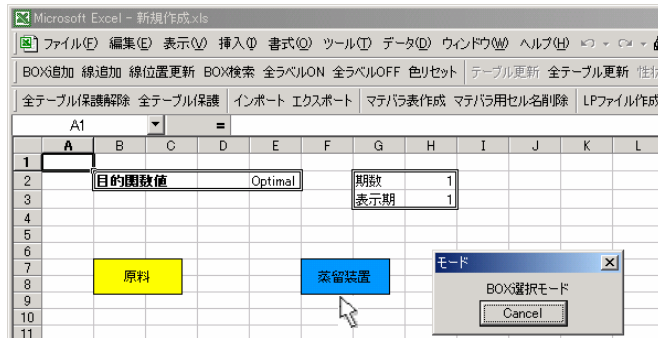 Microsoft Excel - 新規作成.xls
ファイル(F) 編集(E) 表示(V) 挿入(I) 書式(O) ツール(T) データ(D) ウィンドウ(W) ヘルプ(H)
BOX追加 線追加 線位置更新 BOX検索 全ラベルON 全ラベルOFF 色リセット テーブル更新 全テーブル更新 性状
全テーブル保護解除 全テーブル保護 インポート エクスポート マテバラ表作成 マテバラ用セル名削除 LPファイル作成
A1 =
A B C D E F G H I J K L
1
2 目的関数値 Optimal 期数 1
3 表示期 1
4
5
6
モード
7
原料 蒸留装置
8
BOX選択モード
9
10
Cancel
11